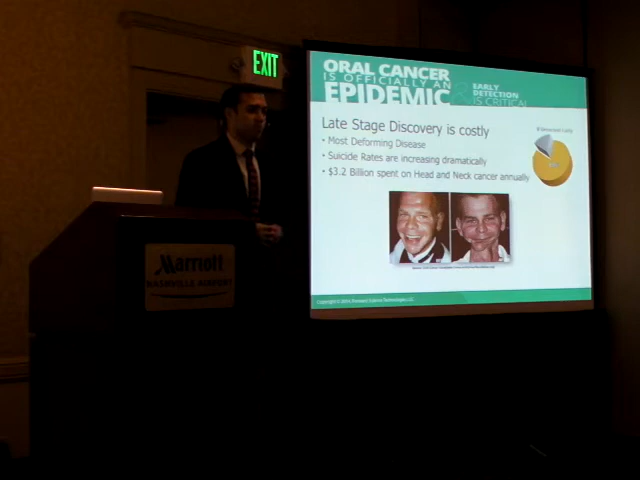 EXIT
ORAL CANCER
IS OFFICIALLY AN
EPIDEMIC
EARLY
DETECTION
IS CRITICAL
Late Stage Discovery is costly
• Most Deforming Disease
• Suicide Rates are increasing dramatically
• $3.2 Billion spent on Head and Neck cancer annually
Marriott
NASHVILLE AIRPORT